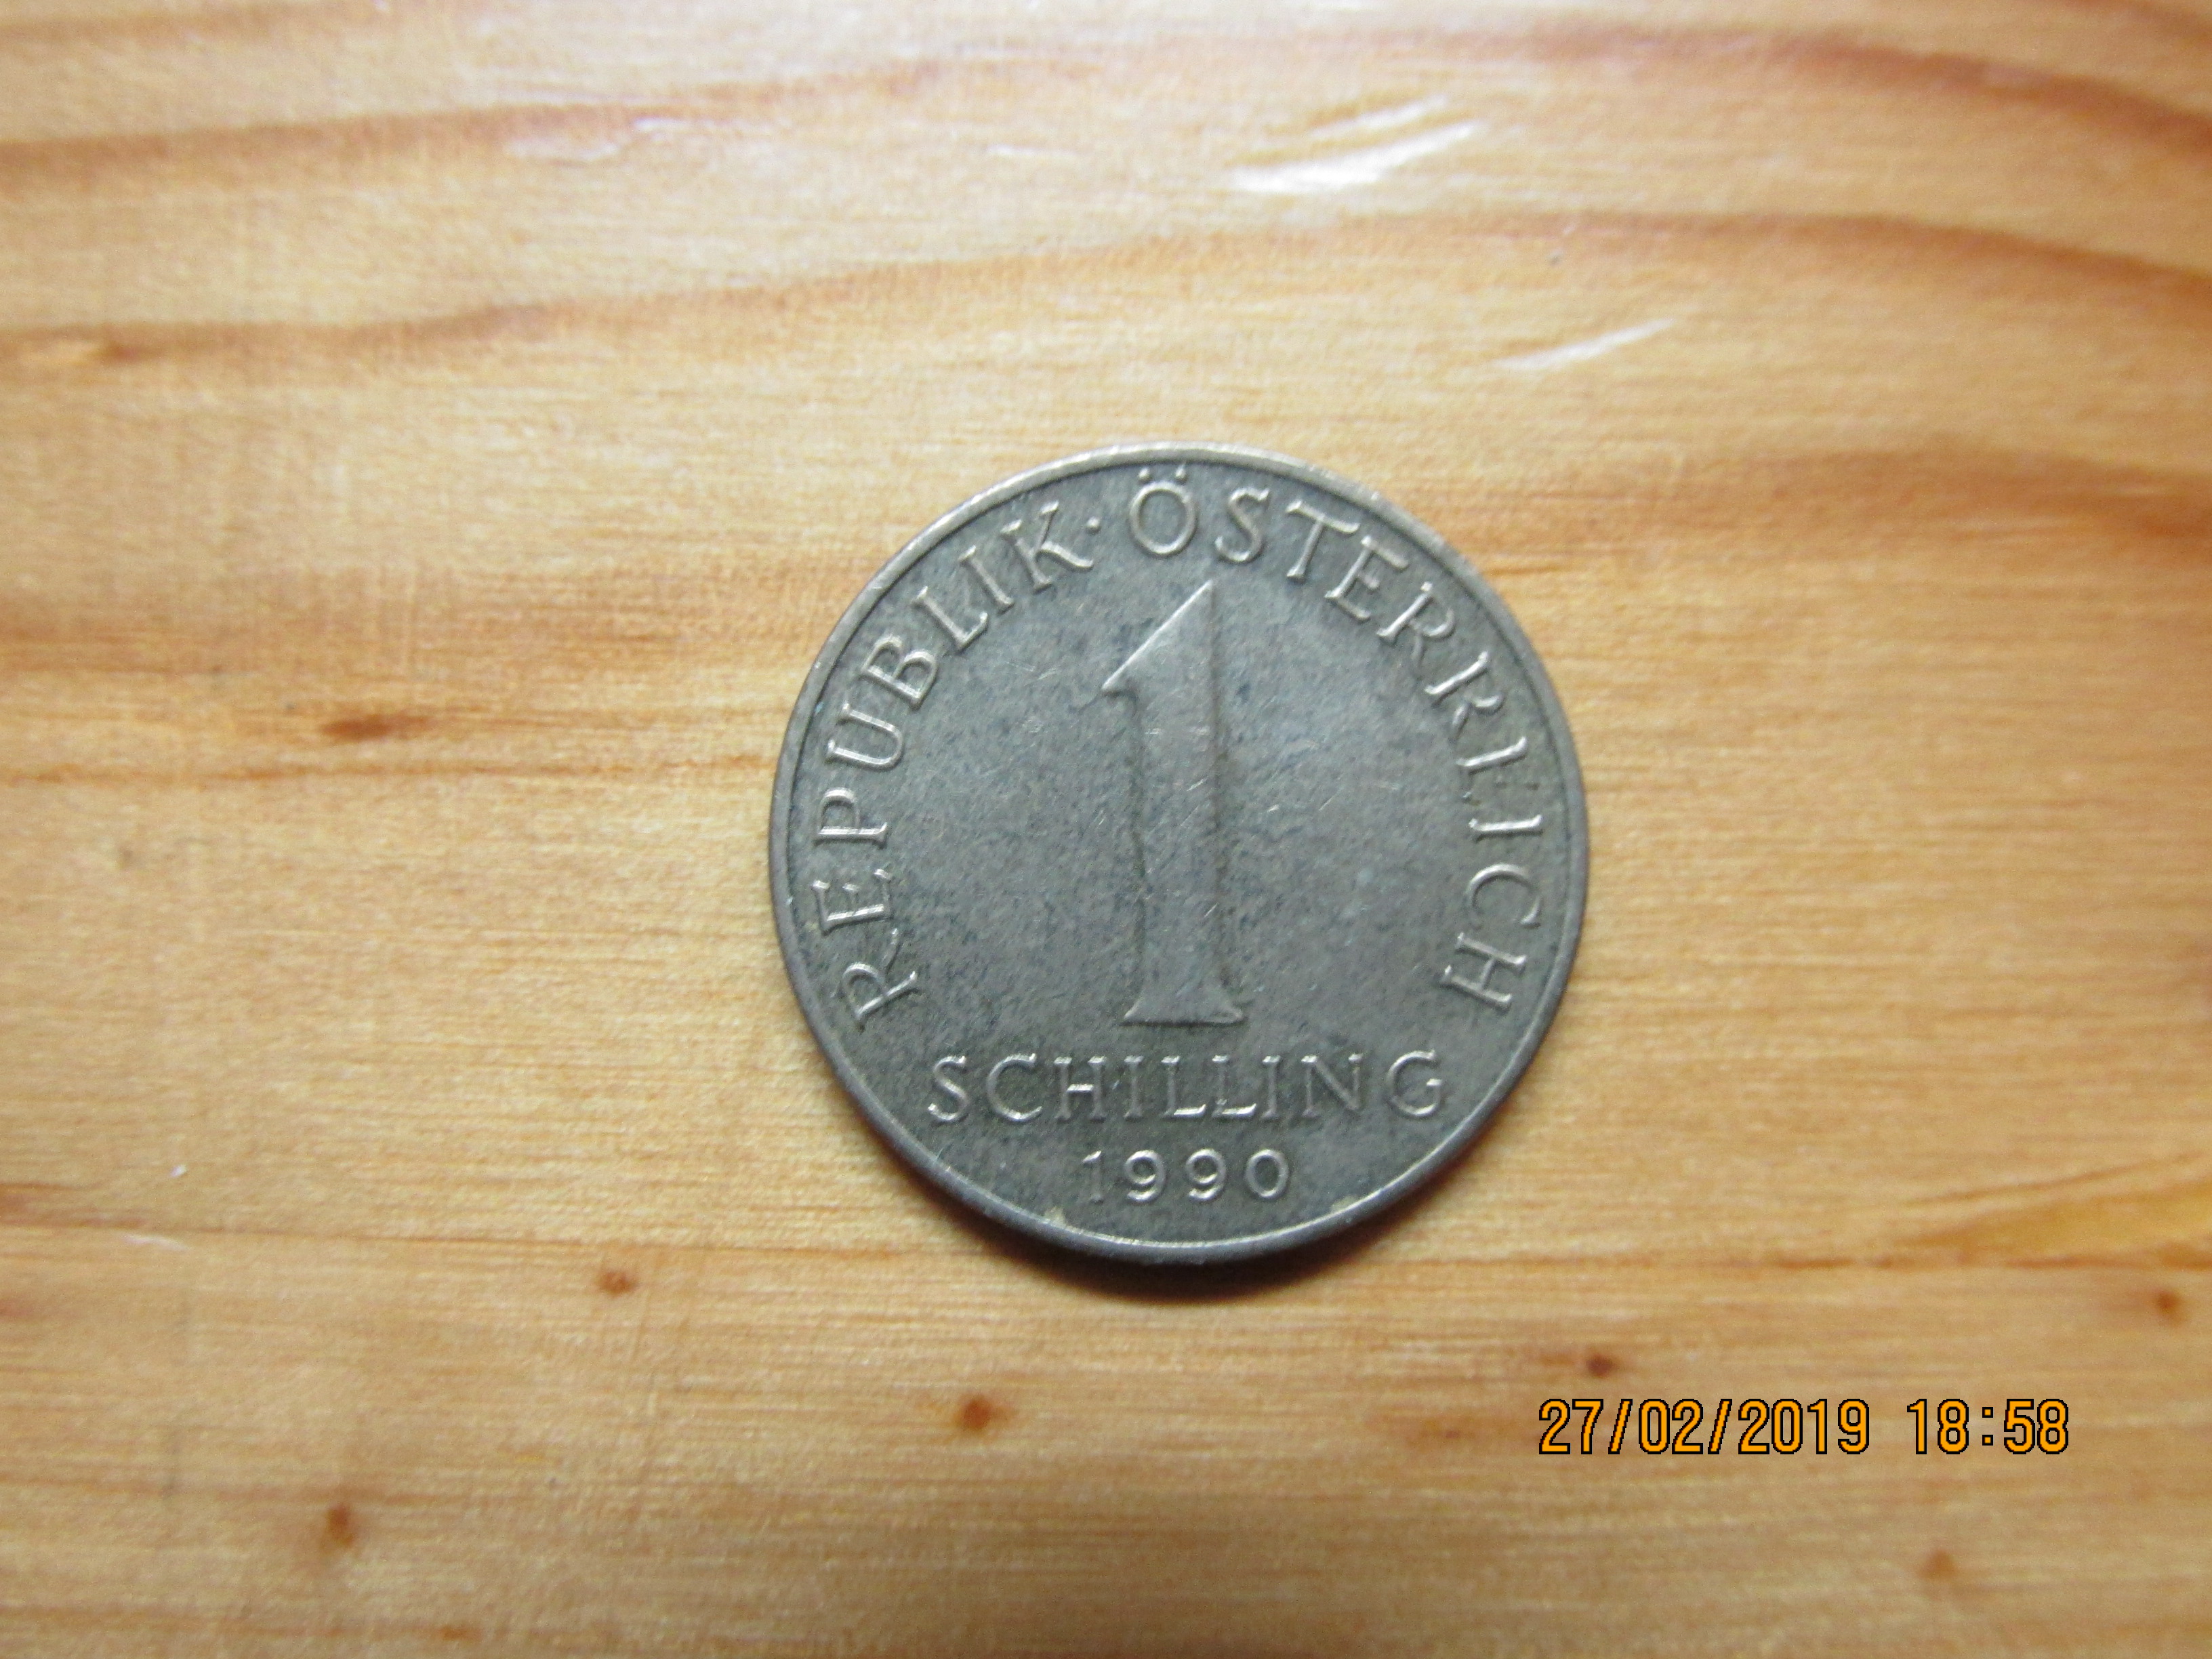 REPUBLIK · ÖSTERREICH
1
SCHILLING
1990
27/02/2019 18:58